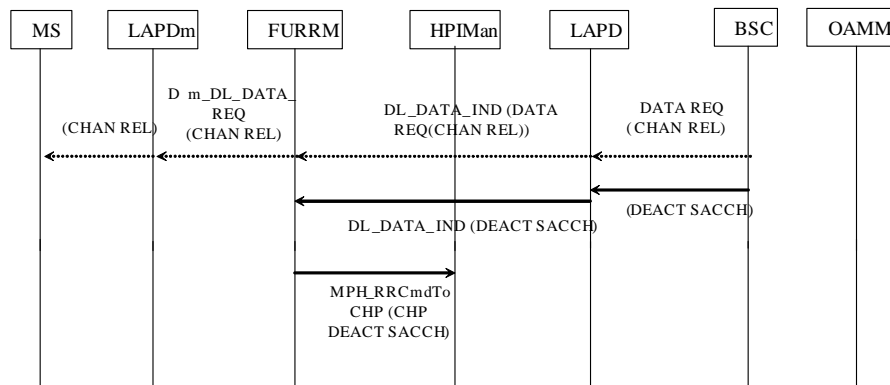 MS LAPDm FURRM HPIMan LAPD BSC OAMM
D m_DL_DATA_
REQ
(CHAN REL)
(CHAN REL)
DL_DATA_IND (DATA
REQ(CHAN REL))
DATA REQ
(CHAN REL)
(DEACT SACCH)
DL_DATA_IND (DEACT SACCH)
MPH_RRCmdTo
CHP (CHP
DEACT SACCH)